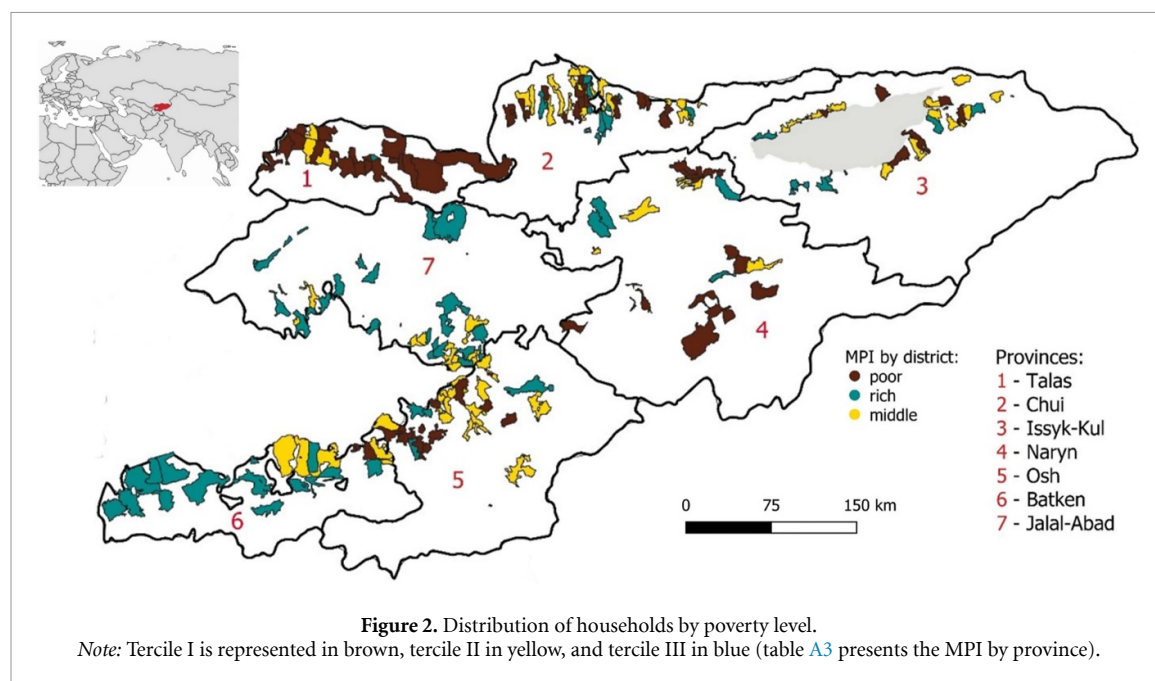 1
2
3
7
4
5
6
MPI by district:
poor
rich
middle
Provinces:
1 - Talas
2 - Chui
3 - Issyk-Kul
4 - Naryn
5 - Osh
6 - Batken
7 - Jalal-Abad
0 75 150 km
Figure 2. Distribution of households by poverty level.
Note: Tercile I is represented in brown, tercile II in yellow, and tercile III in blue (table A3 presents the MPI by province).